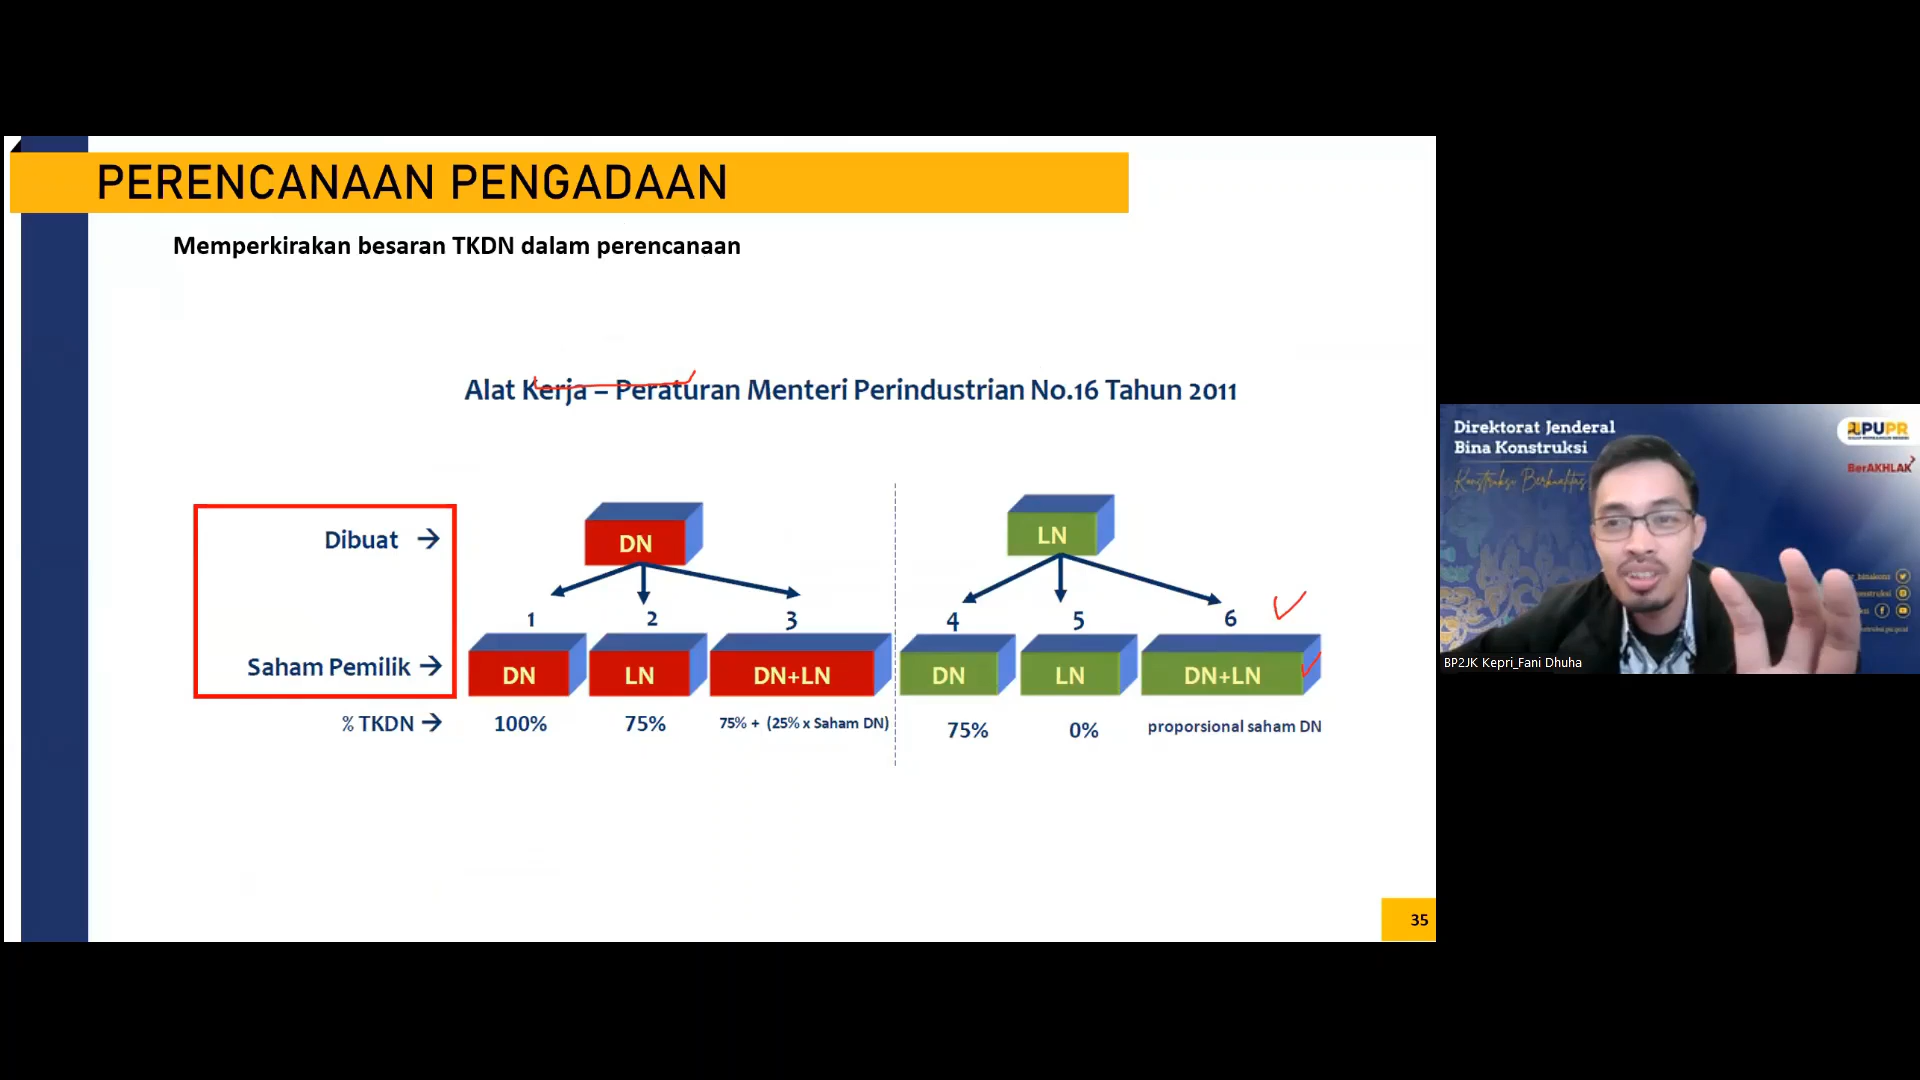 PERENCANAAN PENGADAAN
Memperkirakan besaran TKDN dalam perencanaan
Alat Kerja – Peraturan Menteri Perindustrian No.16 Tahun 2011
Dibuat →
DN
LN
1
2
3
4
5
6
Saham Pemilik →
DN
LN
DN+LN
DN
LN
DN+LN
% TKDN →
100%
75%
75% + (25% x Saham DN)
75%
0%
proporsional saham DN
35
Direktorat Jenderal
Bina Konstruksi
Konstruksi Berkualitas
PUPR
BerAKHLAK
BP2JK Kepri_Fani Dhuha